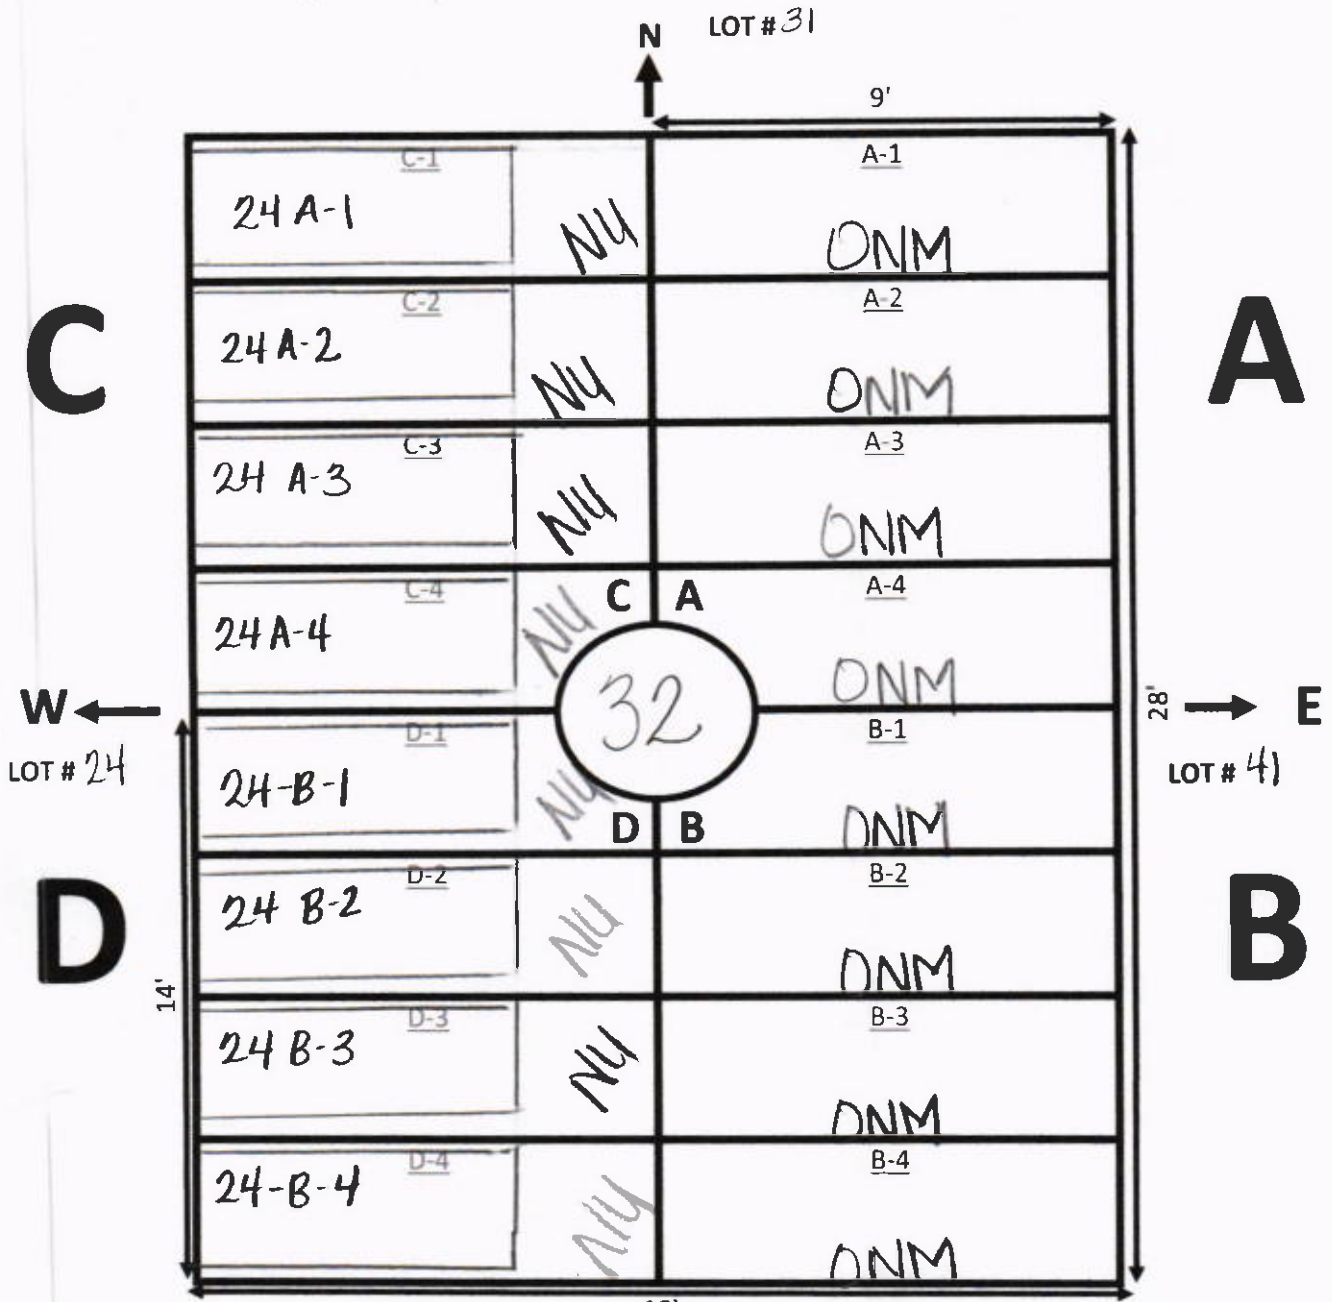 LOT # 31
N
9'
C-1 A-1
24 A-1 NU ONM
C-2 A-2
24 A-2 NU ONM
C A
C-3 A-3
24 A-3 NU ONM
C-4 C A A-4
24 A-4 NU ONM
32
W E
28'
LOT # 24 LOT # 41
D-1 B-1
24-B-1 NU ONM
D B
D-2 B-2
24 B-2 NU ONM
D B
14'
D-3 B-3
24 B-3 NU ONM
D-4 B-4
24-B-4 NU ONM